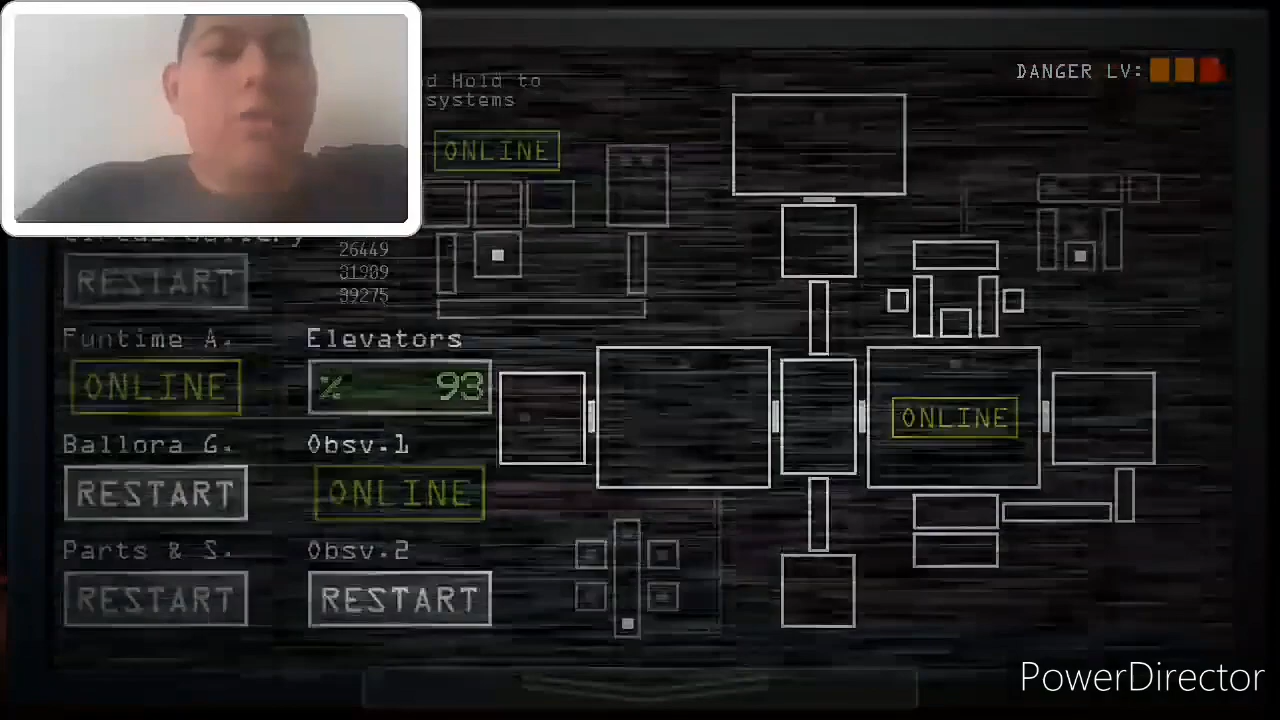 d Hold to
systems
DANGER LV:
ONLINE
RESTART
26449
31909
39275
Funtime A.
ONLINE
Elevators
% 93
Ballora G.
RESTART
Obsv.1
ONLINE
ONLINE
Parts & S.
RESTART
Obsv.2
RESTART
PowerDirector